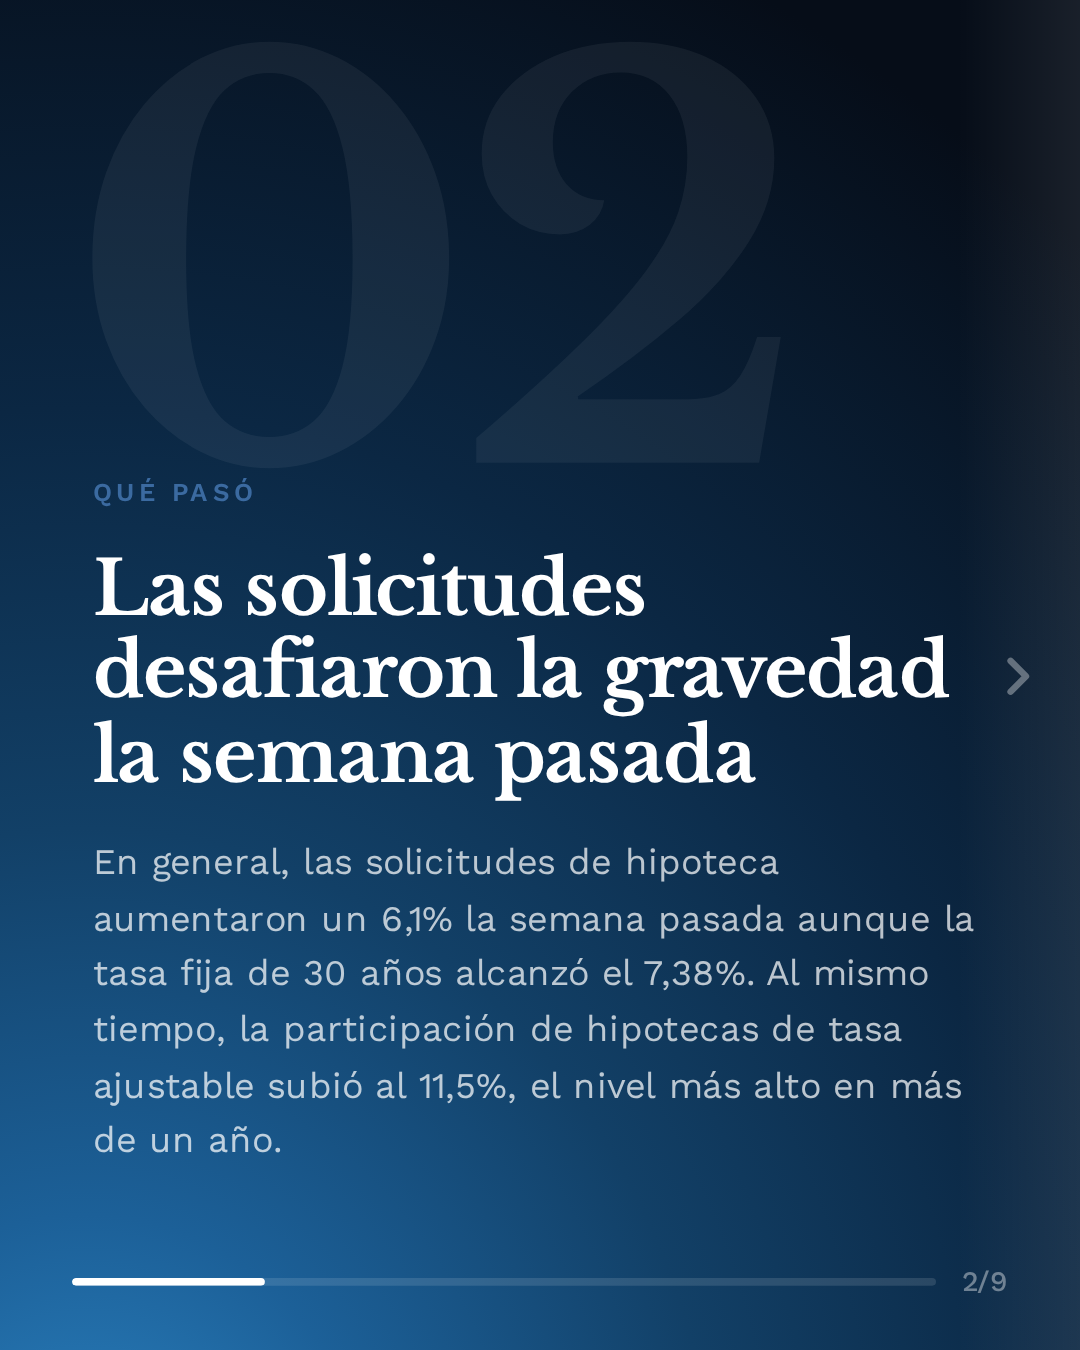 02
QUÉ PASÓ
Las solicitudes
desafiaron la gravedad
la semana pasada
En general, las solicitudes de hipoteca
aumentaron un 6,1% la semana pasada aunque la
tasa fija de 30 años alcanzó el 7,38%. Al mismo
tiempo, la participación de hipotecas de tasa
ajustable subió al 11,5%, el nivel más alto en más
de un año.
2/9